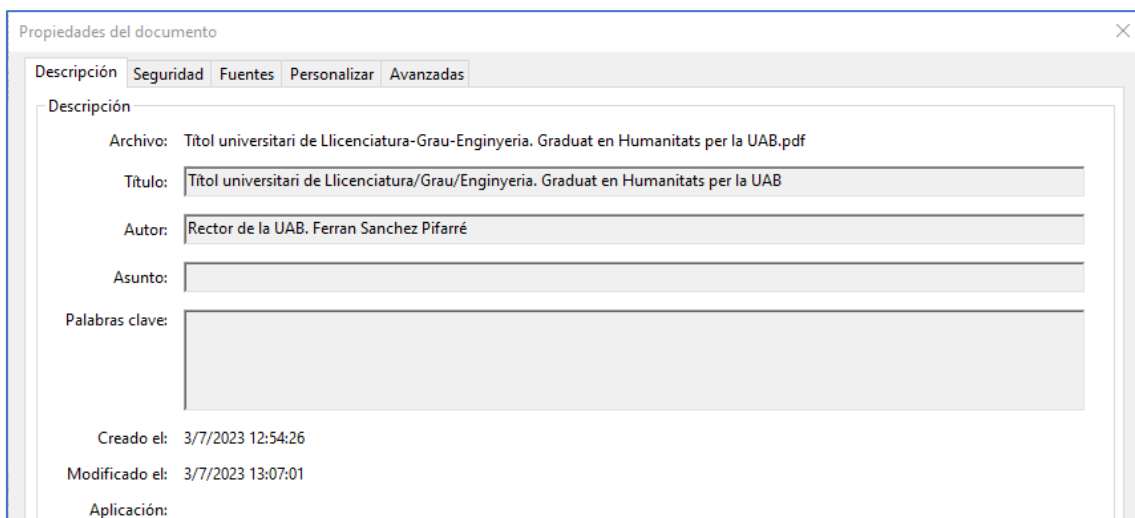 Propiedades del documento
Descripción Seguridad Fuentes Personalizar Avanzadas
Descripción
Archivo: Títol universitari de Llicenciatura-Grau-Enginyeria. Graduat en Humanitats per la UAB.pdf
Título: Títol universitari de Llicenciatura/Grau/Enginyeria. Graduat en Humanitats per la UAB
Autor: Rector de la UAB. Ferran Sanchez Pifarré
Asunto:
Palabras clave:
Creado el: 3/7/2023 12:54:26
Modificado el: 3/7/2023 13:07:01
Aplicación: